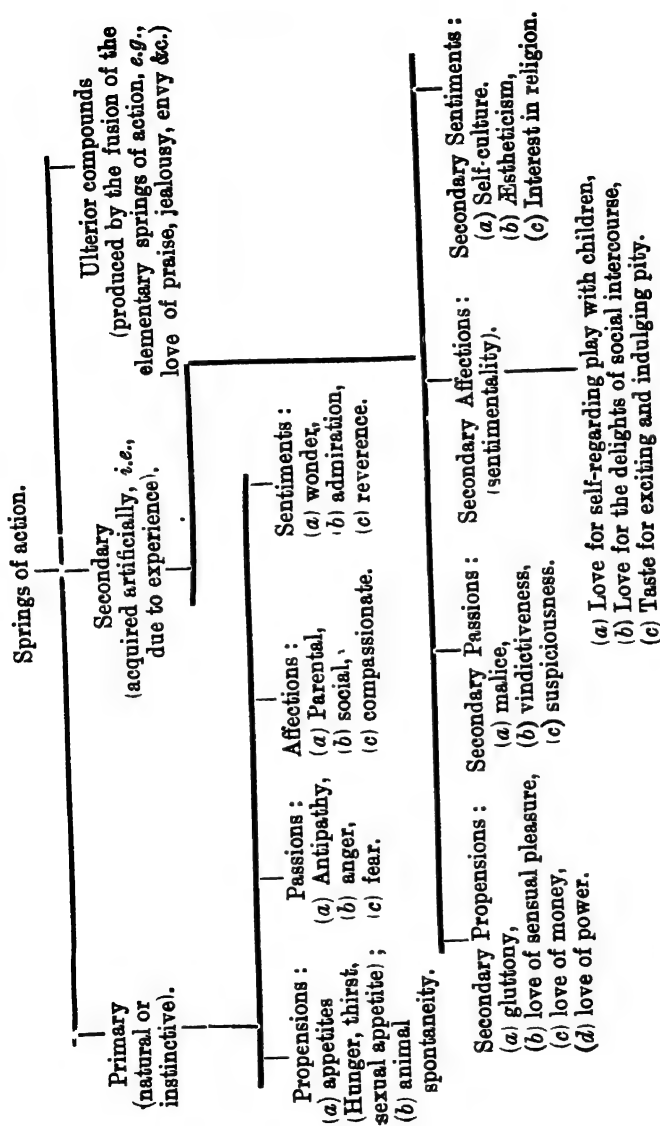 Springs of action.
Primary
(natural or
instinctive).
Secondary
(acquired artificially, i.e.,
due to experience).
Ulterior compounds
(produced by the fusion of the
elementary springs of action, e.g.,
love of praise, jealousy, envy &c.)
Propensions :
(a) appetites
(Hunger, thirst,
sexual appetite) ;
(b) animal
spontaneity.
Passions :
(a) Antipathy,
(b) anger,
(c) fear.
Affections :
(a) Parental,
(b) social,
(c) compassionate.
Sentiments :
(a) wonder,
(b) admiration,
(c) reverence.
Secondary Propensions :
(a) gluttony,
(b) love of sensual pleasure,
(c) love of money,
(d) love of power.
Secondary Passions :
(a) malice,
(b) vindictiveness,
(c) suspiciousness.
Secondary Affections :
(sentimentality).
(a) Love for self-regarding play with children,
(b) Love for the delights of social intercourse,
(c) Taste for exciting and indulging pity.
Secondary Sentiments :
(a) Self-culture.
(b) Æstheticism,
(c) Interest in religion.